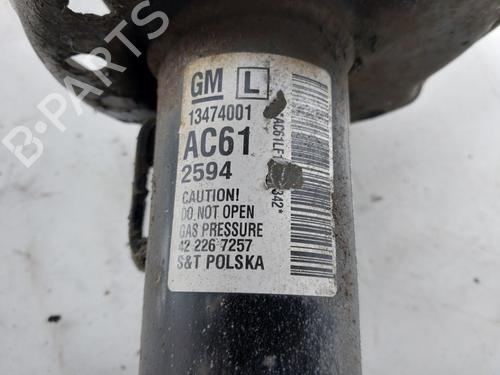 GM L
13474001
AC61
2594
CAUTION!
DO NOT OPEN
GAS PRESSURE
42 226 7257
S&T POLSKA
B-PARTS